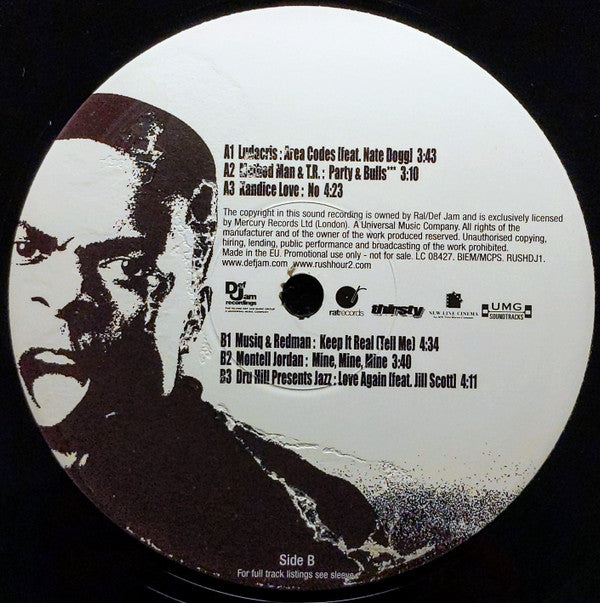 A1 Ludacris : Area Codes [feat. Nate Dogg] 3:43
A2 Method Man & T.R. : Party & Bulls*** 3:10
A3 Kandice Love : No 4:23
The copyright in this sound recording is owned by Ral/Def Jam and is exclusively licensed
by Mercury Records Ltd (London). A Universal Music Company. All rights of the
manufacturer and of the owner of the work produced reserved. Unauthorised copying,
hiring, lending, public performance and broadcasting of the work prohibited.
Made in the EU. Promotional use only - not for sale. LC 08427. BIEM/MCPS. RUSHDJ1.
www.defjam.com www.rushhour2.com
Def Jam recordings
ratrecords
thirsty
NEW LINE CINEMA
UMG SOUNDTRACKS
B1 Musiq & Redman : Keep It Real [Tell Me] 4:34
B2 Montell Jordan : Mine, Mine, Mine 3:40
B3 Dru Hill Presents Jazz : Love Again [feat. Jill Scott] 4:11
Side B
For full track listings see sleeve